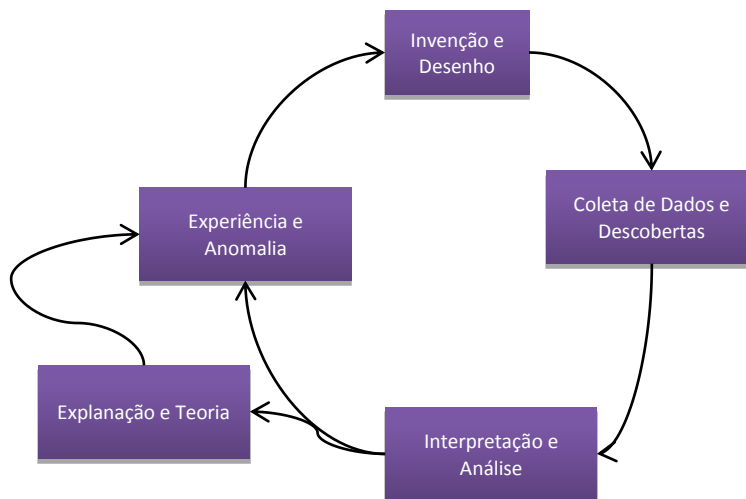 Invenção e
Desenho
Coleta de Dados e
Descobertas
Experiência e
Anomalia
Explanação e Teoria
Interpretação e
Análise